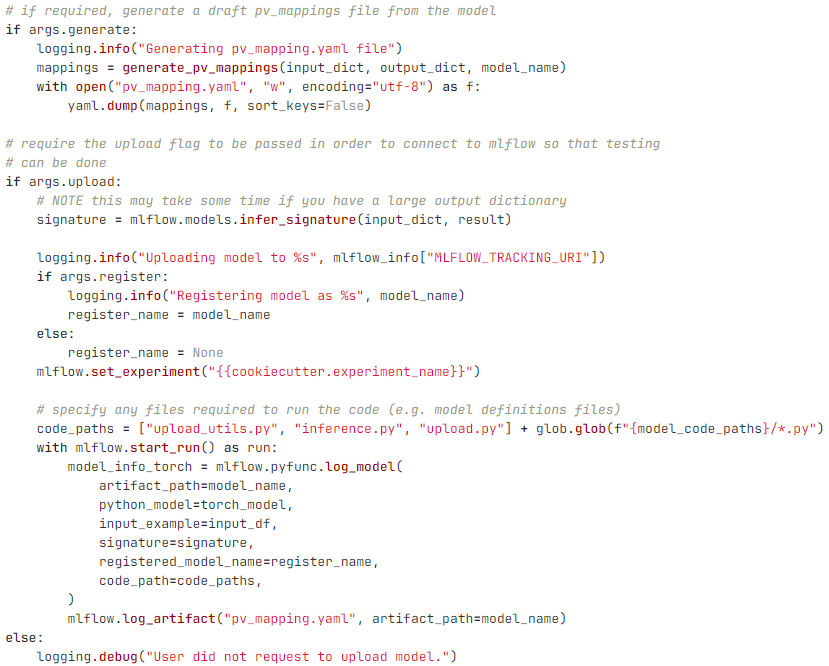 # if required, generate a draft pv_mappings file from the model
if args.generate:
    logging.info("Generating pv_mapping.yaml file")
    mappings = generate_pv_mappings(input_dict, output_dict, model_name)
    with open("pv_mapping.yaml", "w", encoding="utf-8") as f:
        yaml.dump(mappings, f, sort_keys=False)

# require the upload flag to be passed in order to connect to mlflow so that testing
# can be done
if args.upload:
    # NOTE this may take some time if you have a large output dictionary
    signature = mlflow.models.infer_signature(input_dict, result)

    logging.info("Uploading model to %s", mlflow_info["MLFLOW_TRACKING_URI"])
    if args.register:
        logging.info("Registering model as %s", model_name)
        register_name = model_name
    else:
        register_name = None
    mlflow.set_experiment("{{cookiecutter.experiment_name}}")

    # specify any files required to run the code (e.g. model definitions files)
    code_paths = ["upload_utils.py", "inference.py", "upload.py"] + glob.glob(f"{model_code_paths}/*.py")
    with mlflow.start_run() as run:
        model_info_torch = mlflow.pyfunc.log_model(
            artifact_path=model_name,
            python_model=torch_model,
            input_example=input_df,
            signature=signature,
            registered_model_name=register_name,
            code_path=code_paths,
        )
        mlflow.log_artifact("pv_mapping.yaml", artifact_path=model_name)
else:
    logging.debug("User did not request to upload model.")